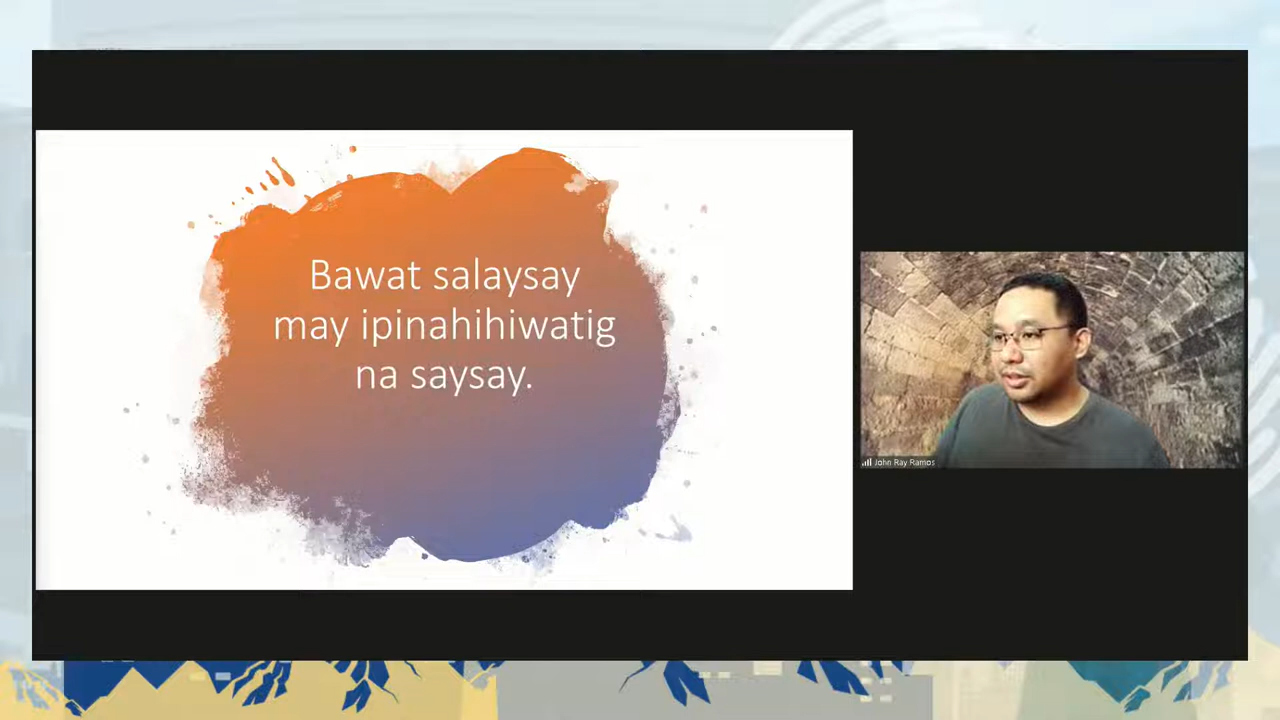 Bawat salaysay
may ipinahihiwatig
na saysay.
John Ray Ramos